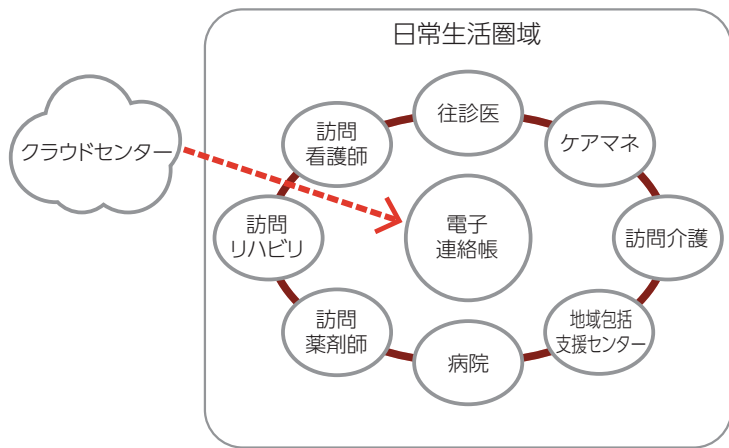 日常生活圏域
クラウドセンター
往診医
訪問
看護師
ケアマネ
訪問
リハビリ
電子
連絡帳
訪問介護
訪問
薬剤師
地域包括
支援センター
病院